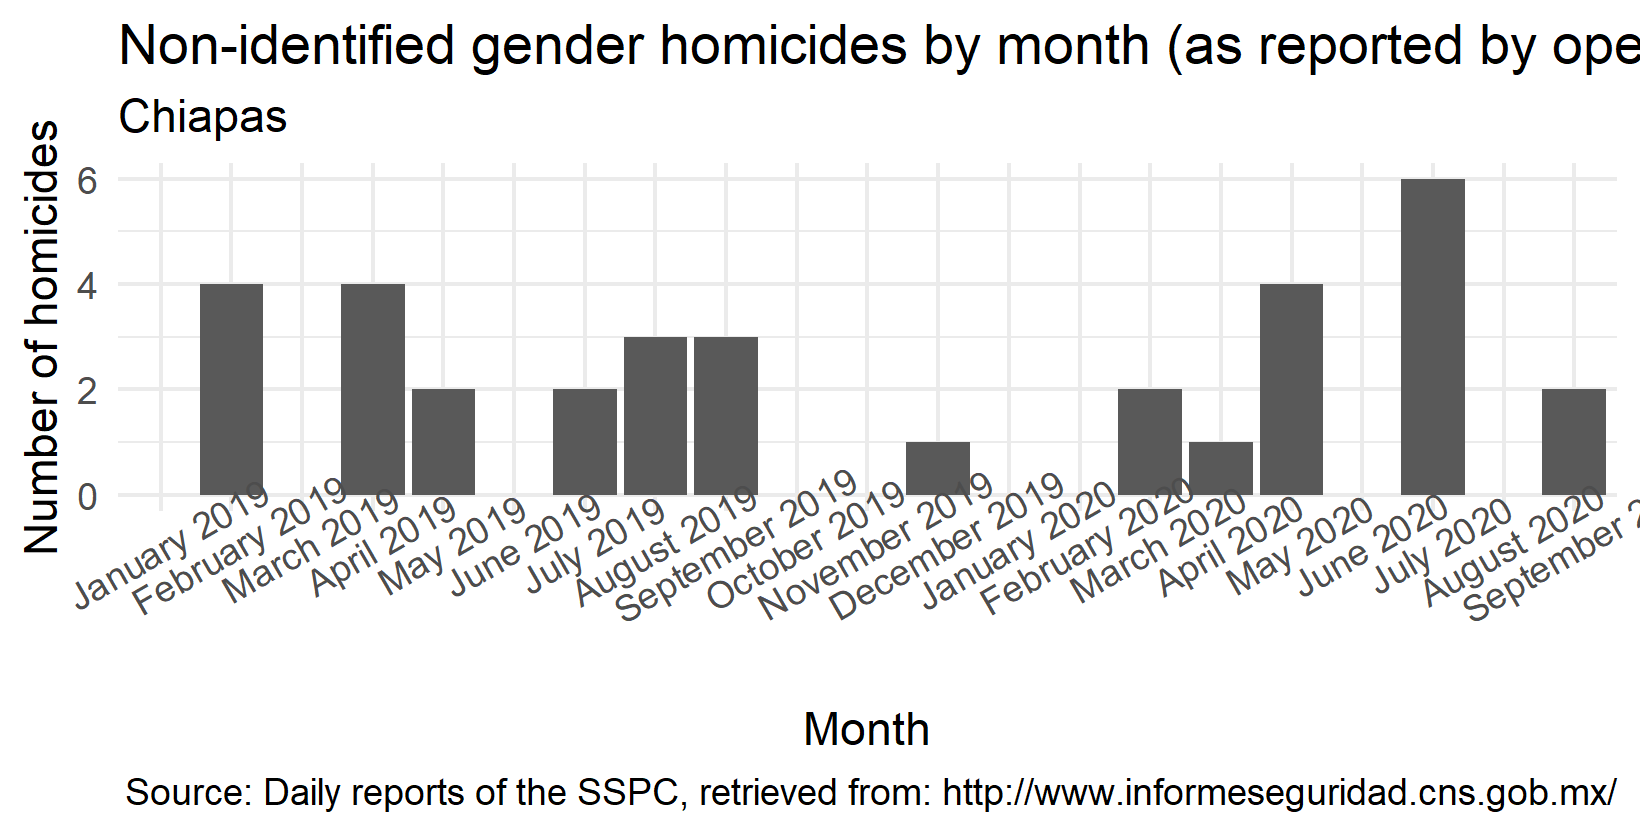 Non-identified gender homicides by month (as reported by ope
Chiapas
Number of homicides
6
4
2
0
January 2019
February 2019
March 2019
April 2019
May 2019
June 2019
July 2019
August 2019
September 2019
October 2019
November 2019
December 2019
January 2020
February 2020
March 2020
April 2020
May 2020
June 2020
July 2020
August 2020
September 2
Month
Source: Daily reports of the SSPC, retrieved from: http://www.informeseguridad.cns.gob.mx/